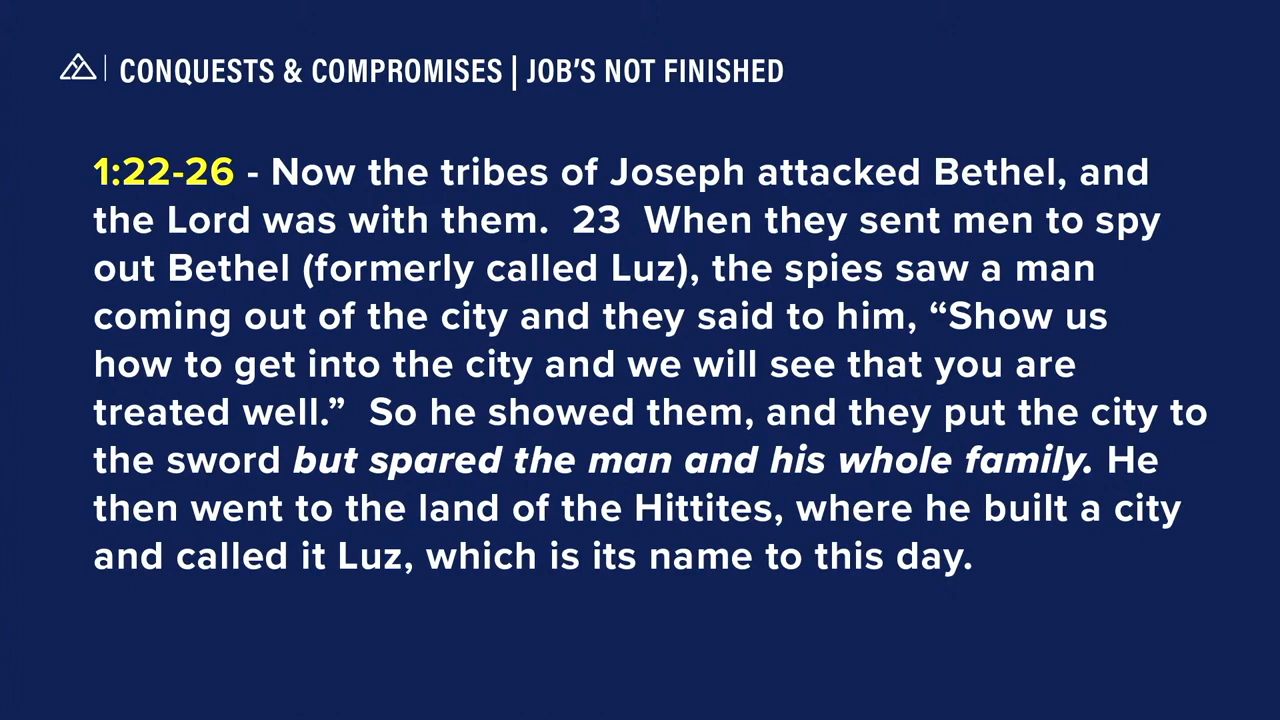 CONQUESTS & COMPROMISES | JOB'S NOT FINISHED
1:22-26 - Now the tribes of Joseph attacked Bethel, and
the Lord was with them.  23  When they sent men to spy
out Bethel (formerly called Luz), the spies saw a man
coming out of the city and they said to him, “Show us
how to get into the city and we will see that you are
treated well.”  So he showed them, and they put the city to
the sword but spared the man and his whole family. He
then went to the land of the Hittites, where he built a city
and called it Luz, which is its name to this day.